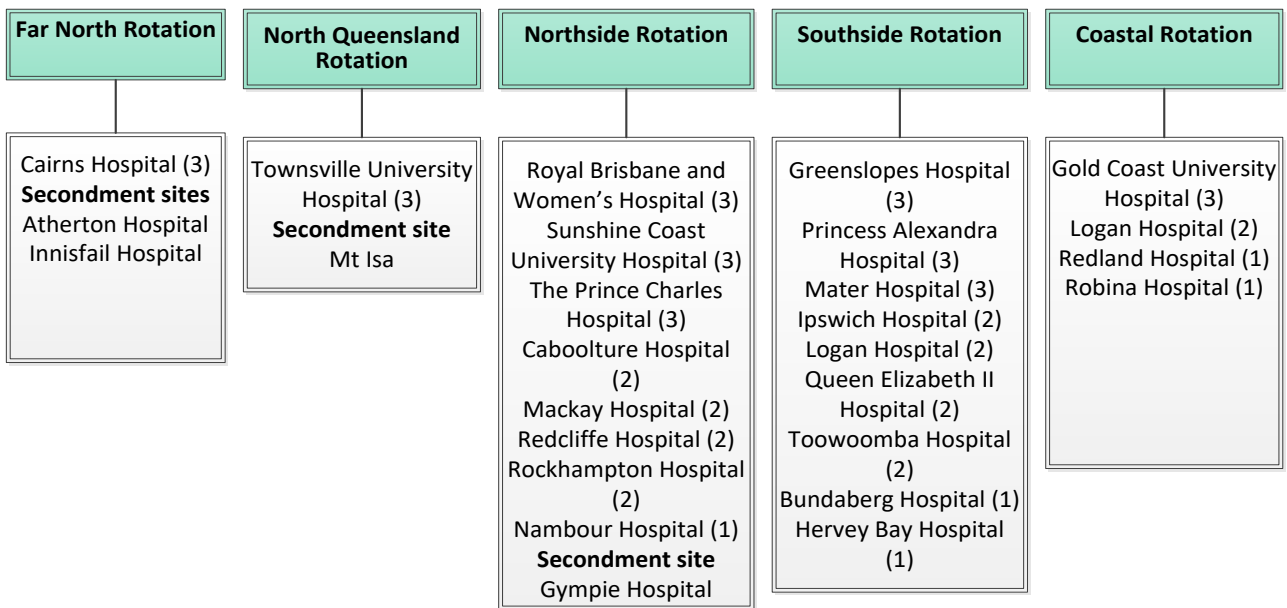 Far North Rotation
Cairns Hospital (3)
Secondment sites
Atherton Hospital
Innisfail Hospital
North Queensland
Rotation
Townsville University
Hospital (3)
Secondment site
Mt Isa
Northside Rotation
Royal Brisbane and
Women’s Hospital (3)
Sunshine Coast
University Hospital (3)
The Prince Charles
Hospital (3)
Caboolture Hospital
(2)
Mackay Hospital (2)
Redcliffe Hospital (2)
Rockhampton Hospital
(2)
Nambour Hospital (1)
Secondment site
Gympie Hospital
Southside Rotation
Greenslopes Hospital
(3)
Princess Alexandra
Hospital (3)
Mater Hospital (3)
Ipswich Hospital (2)
Logan Hospital (2)
Queen Elizabeth II
Hospital (2)
Toowoomba Hospital
(2)
Bundaberg Hospital (1)
Hervey Bay Hospital
(1)
Coastal Rotation
Gold Coast University
Hospital (3)
Logan Hospital (2)
Redland Hospital (1)
Robina Hospital (1)